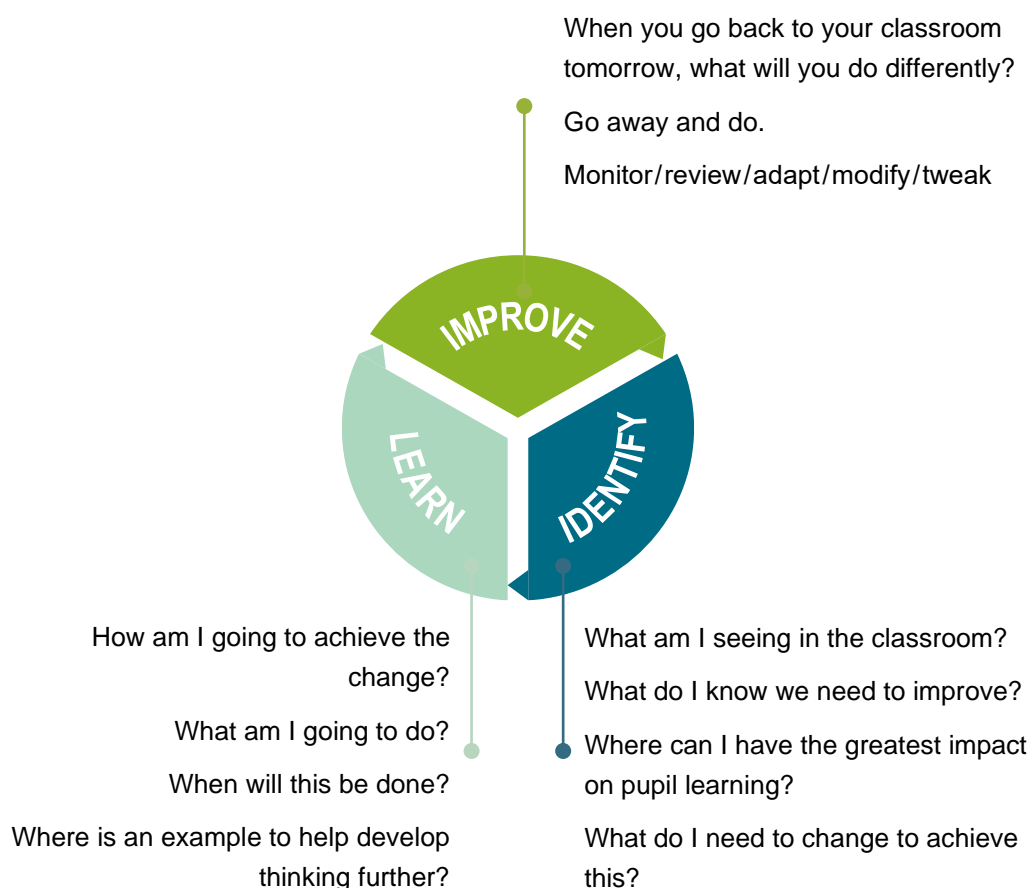 When you go back to your classroom
tomorrow, what will you do differently?
Go away and do.
Monitor/review/adapt/modify/tweak
IMPROVE
LEARN
IDENTIFY
How am I going to achieve the
change?
What am I going to do?
When will this be done?
Where is an example to help develop
thinking further?
What am I seeing in the classroom?
What do I know we need to improve?
Where can I have the greatest impact
on pupil learning?
What do I need to change to achieve
this?